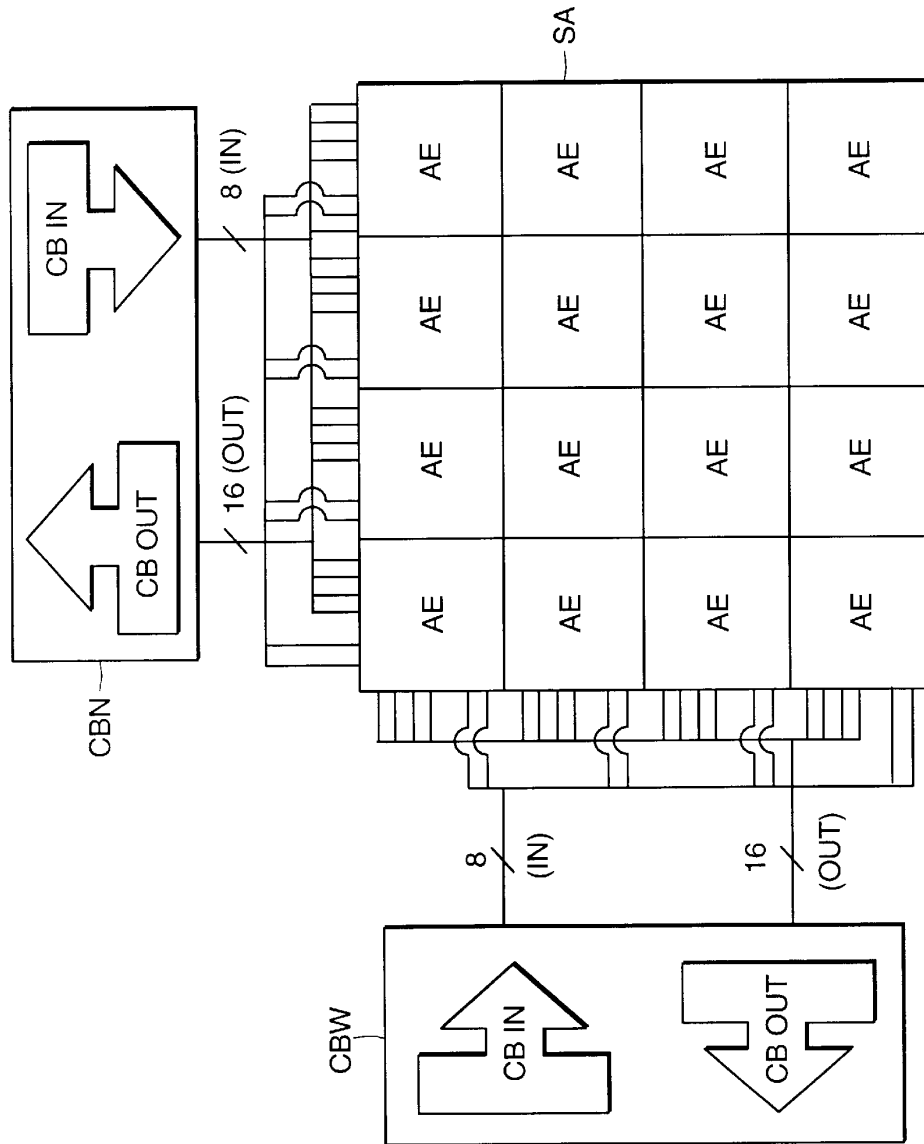 CB OUT
CB IN
CBN
16 (OUT)
8 (IN)
SA
AE AE AE AE
AE AE AE AE
AE AE AE AE
AE AE AE AE
CBW
8
(IN)
16
(OUT)
CB IN
CB OUT